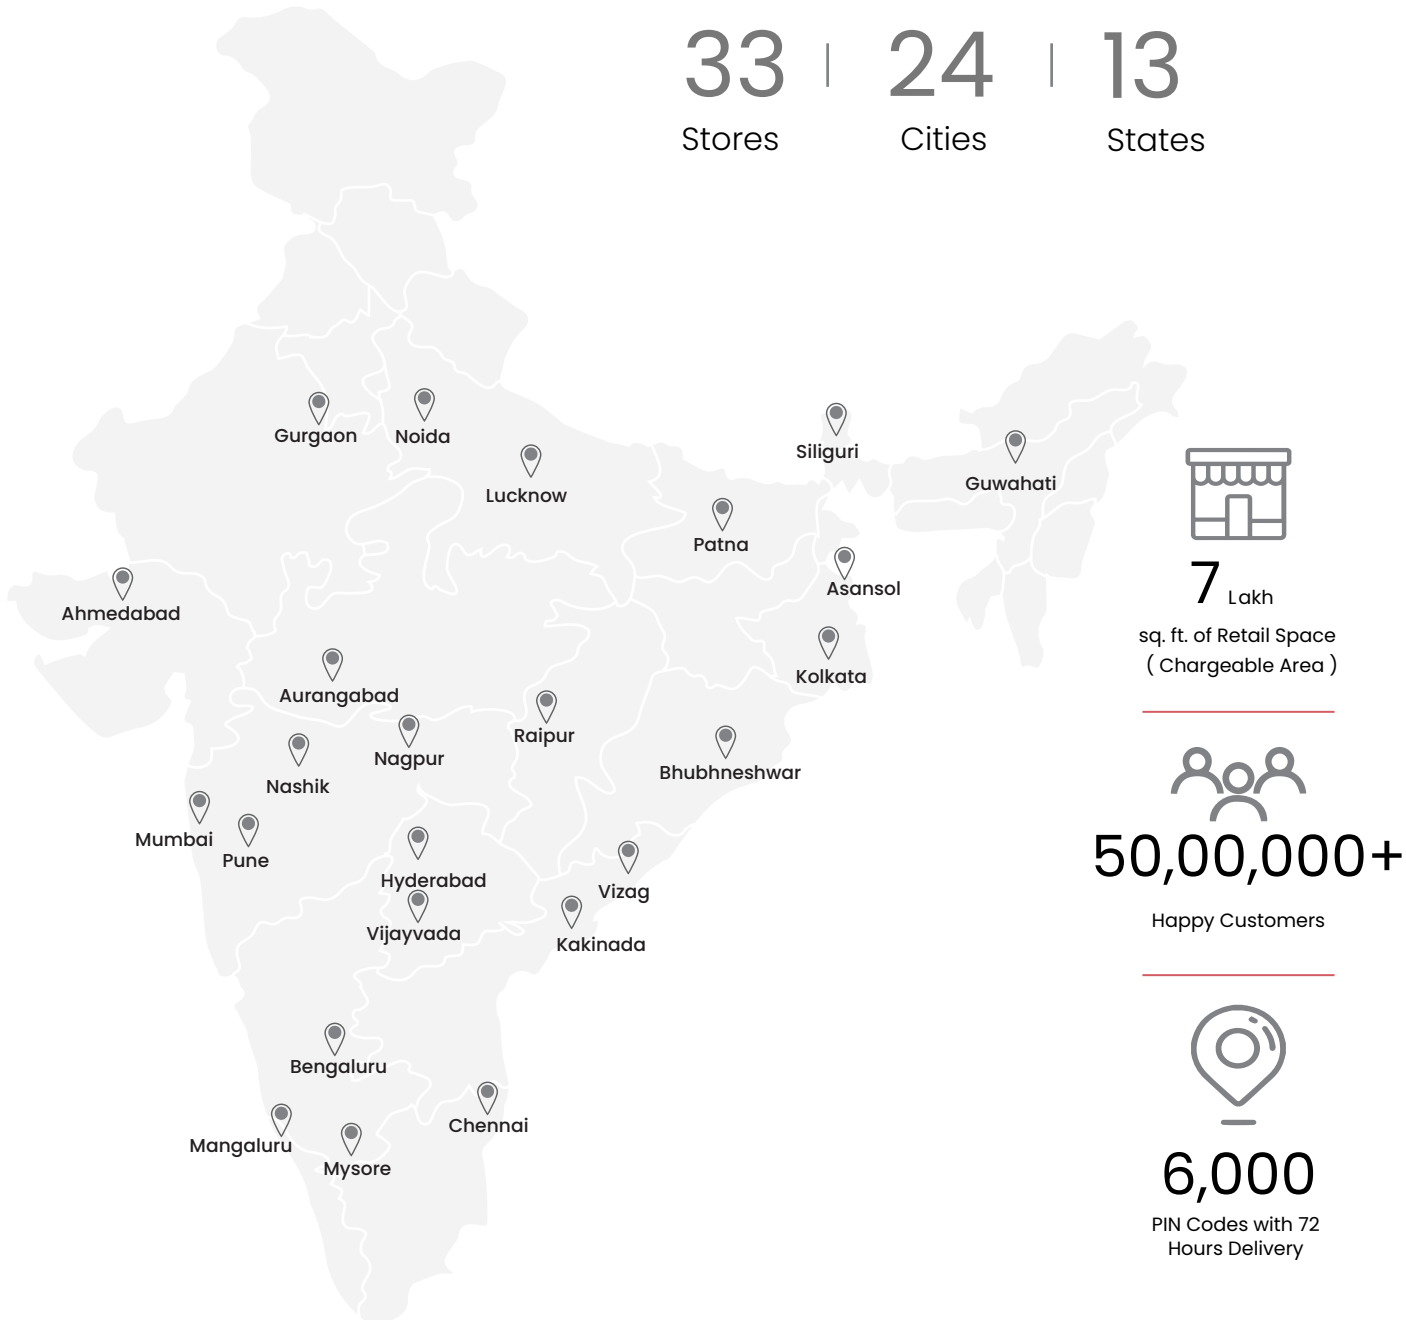 33 | 24 | 13
Stores Cities States
Gurgaon
Noida
Lucknow
Siliguri
Guwahati
Patna
Asansol
Ahmedabad
Kolkata
Aurangabad
Raipur
Nagpur
Bhubhneshwar
Nashik
Mumbai
Pune
Hyderabad
Vizag
Vijayvada
Kakinada
Bengaluru
Chennai
Mangaluru
Mysore
7 Lakh
sq. ft. of Retail Space
( Chargeable Area )
50,00,000+
Happy Customers
6,000
PIN Codes with 72
Hours Delivery